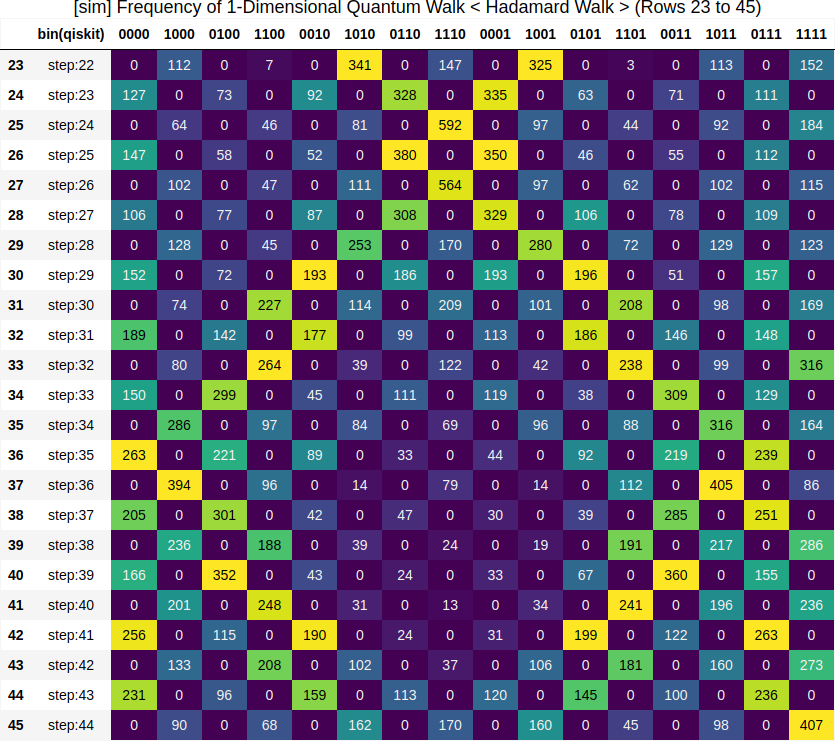 [sim] Frequency of 1-Dimensional Quantum Walk < Hadamard Walk > (Rows 23 to 45)
bin(qiskit) 0000 1000 0100 1100 0010 1010 0110 1110 0001 1001 0101 1101 0011 1011 0111 1111
23 step:22 0 112 0 7 0 341 0 147 0 325 0 3 0 113 0 152
24 step:23 127 0 73 0 92 0 328 0 335 0 63 0 71 0 111 0
25 step:24 0 64 0 46 0 81 0 592 0 97 0 44 0 92 0 184
26 step:25 147 0 58 0 52 0 380 0 350 0 46 0 55 0 112 0
27 step:26 0 102 0 47 0 111 0 564 0 97 0 62 0 102 0 115
28 step:27 106 0 77 0 87 0 308 0 329 0 106 0 78 0 109 0
29 step:28 0 128 0 45 0 253 0 170 0 280 0 72 0 129 0 123
30 step:29 152 0 72 0 193 0 186 0 193 0 196 0 51 0 157 0
31 step:30 0 74 0 227 0 114 0 209 0 101 0 208 0 98 0 169
32 step:31 189 0 142 0 177 0 99 0 113 0 186 0 146 0 148 0
33 step:32 0 80 0 264 0 39 0 122 0 42 0 238 0 99 0 316
34 step:33 150 0 299 0 45 0 111 0 119 0 38 0 309 0 129 0
35 step:34 0 286 0 97 0 84 0 69 0 96 0 88 0 316 0 164
36 step:35 263 0 221 0 89 0 33 0 44 0 92 0 219 0 239 0
37 step:36 0 394 0 96 0 14 0 79 0 14 0 112 0 405 0 86
38 step:37 205 0 301 0 42 0 47 0 30 0 39 0 285 0 251 0
39 step:38 0 236 0 188 0 39 0 24 0 19 0 191 0 217 0 286
40 step:39 166 0 352 0 43 0 24 0 33 0 67 0 360 0 155 0
41 step:40 0 201 0 248 0 31 0 13 0 34 0 241 0 196 0 236
42 step:41 256 0 115 0 190 0 24 0 31 0 199 0 122 0 263 0
43 step:42 0 133 0 208 0 102 0 37 0 106 0 181 0 160 0 273
44 step:43 231 0 96 0 159 0 113 0 120 0 145 0 100 0 236 0
45 step:44 0 90 0 68 0 162 0 170 0 160 0 45 0 98 0 407